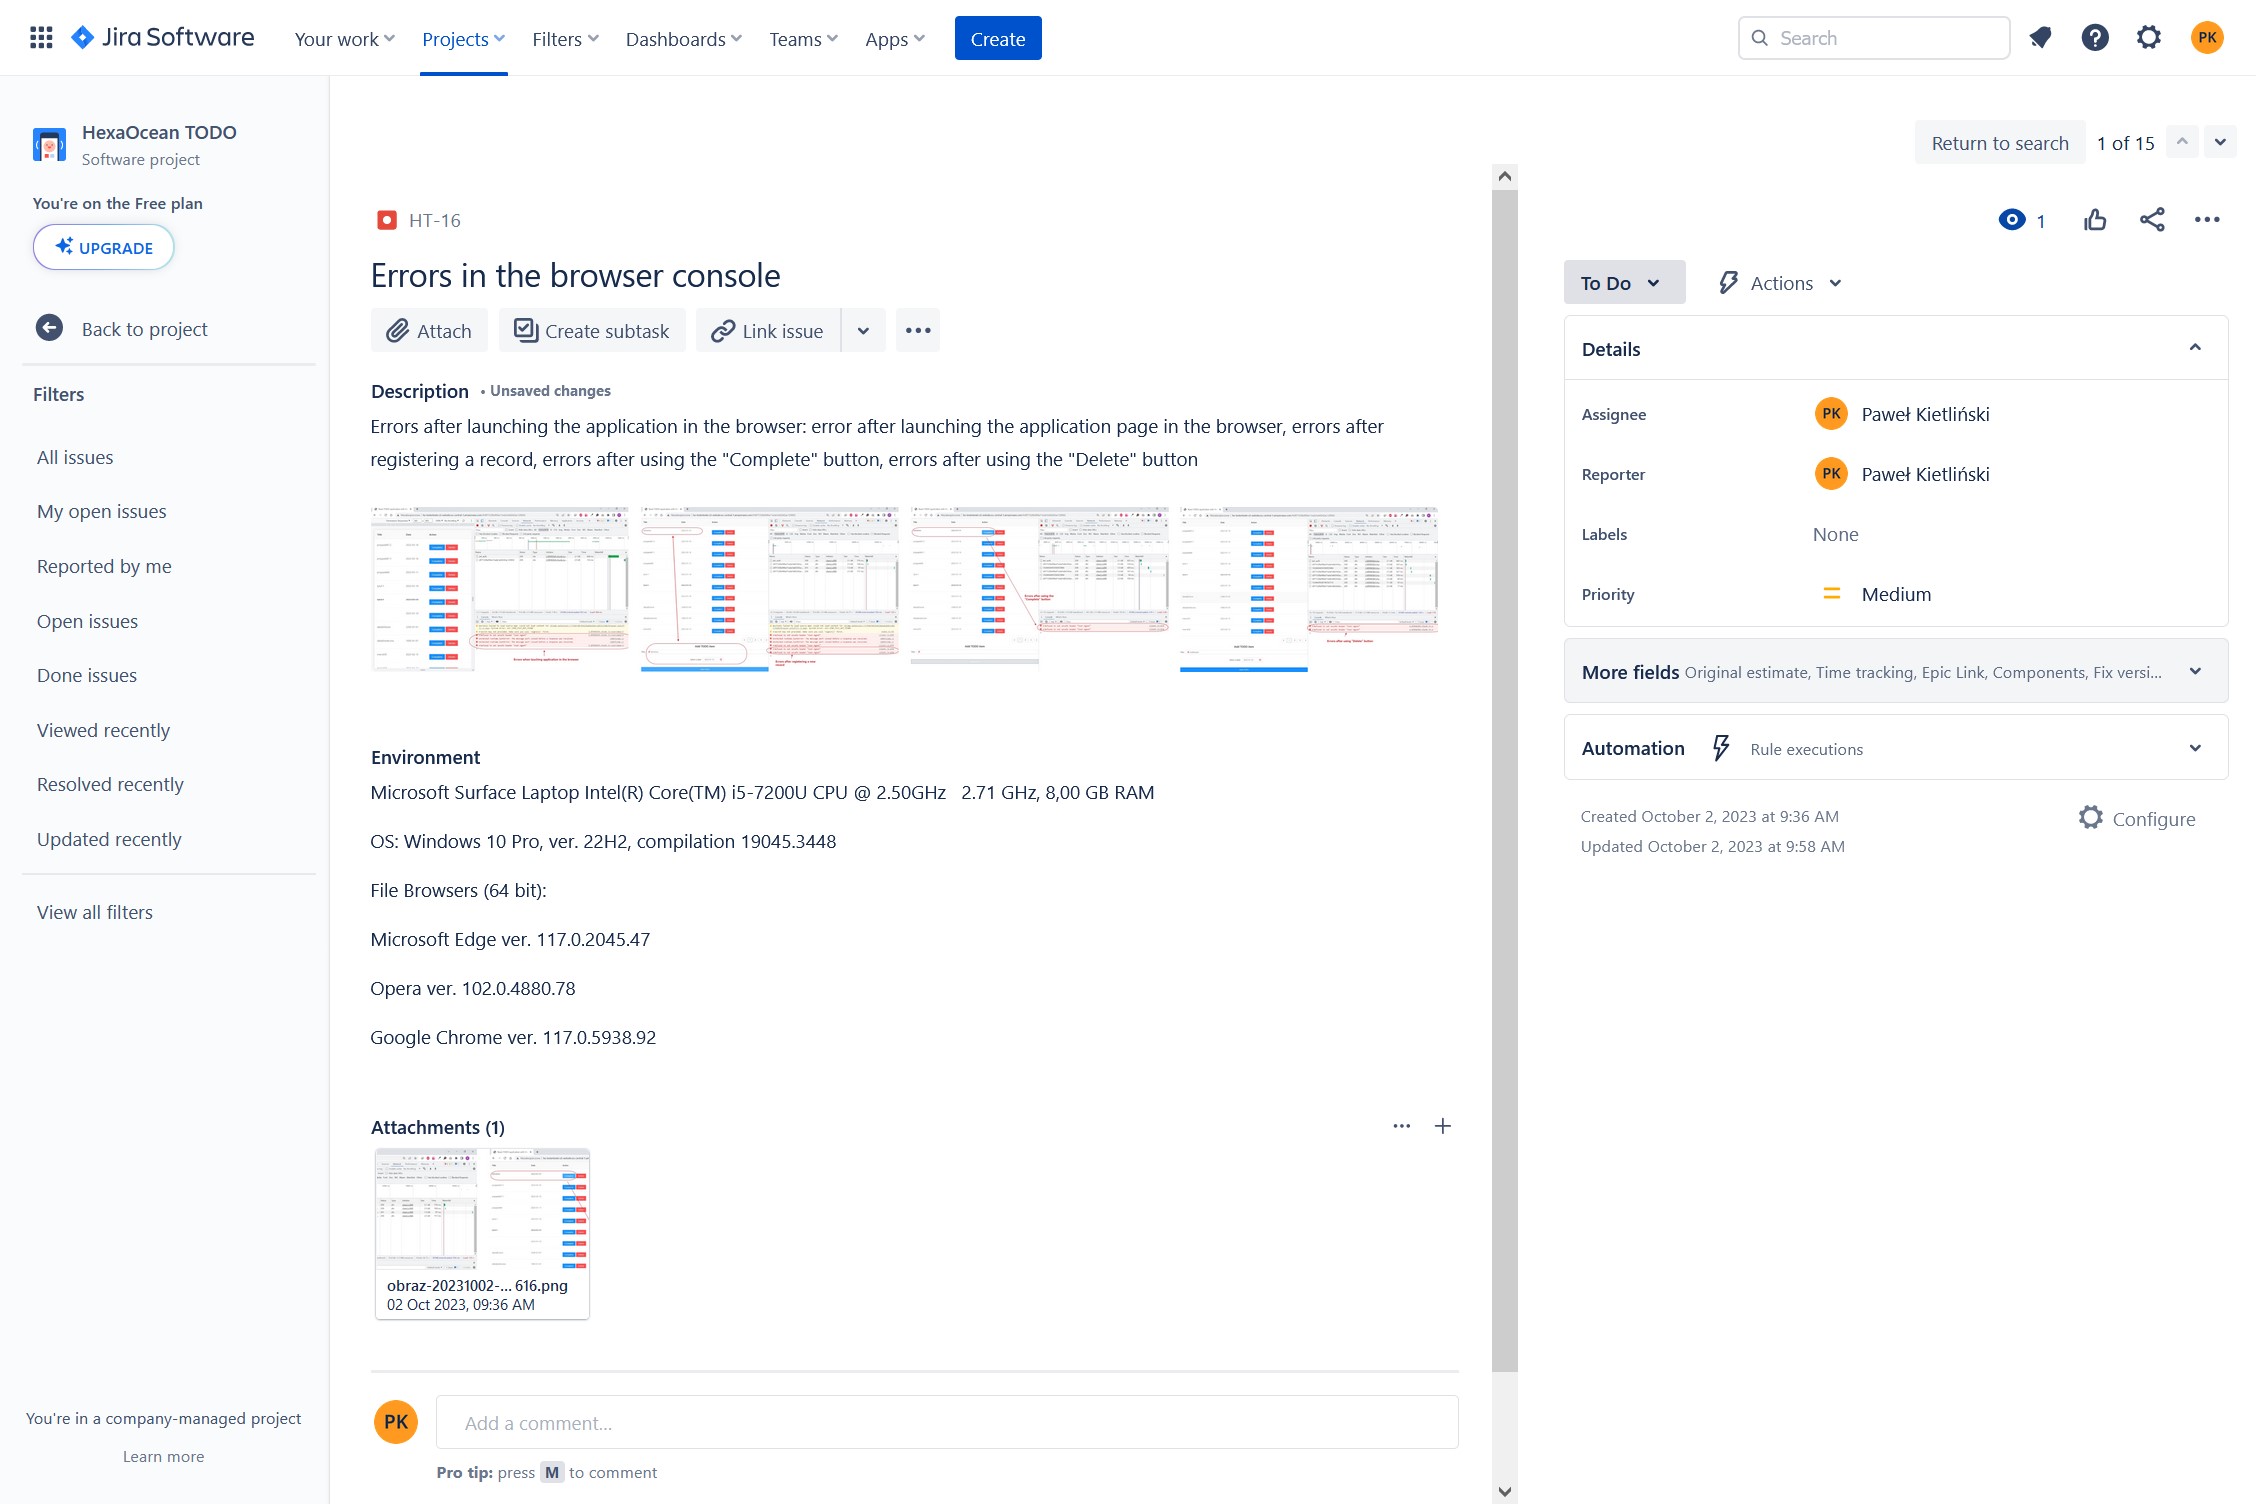 Jira Software
Your work
Projects
Filters
Dashboards
Teams
Apps
Create
Search
PK
HexaOcean TODO
Software project
You're on the Free plan
UPGRADE
Back to project
Filters
All issues
My open issues
Reported by me
Open issues
Done issues
Viewed recently
Resolved recently
Updated recently
View all filters
You're in a company-managed project
Learn more
Return to search
1 of 15
HT-16
Errors in the browser console
Attach
Create subtask
Link issue
Description • Unsaved changes
Errors after launching the application in the browser: error after launching the application page in the browser, errors after
registering a record, errors after using the "Complete" button, errors after using the "Delete" button
Environment
Microsoft Surface Laptop Intel(R) Core(TM) i5-7200U CPU @ 2.50GHz 2.71 GHz, 8,00 GB RAM
OS: Windows 10 Pro, ver. 22H2, compilation 19045.3448
File Browsers (64 bit):
Microsoft Edge ver. 117.0.2045.47
Opera ver. 102.0.4880.78
Google Chrome ver. 117.0.5938.92
Attachments (1)
obraz-20231002-... 616.png
02 Oct 2023, 09:36 AM
PK
Add a comment...
Pro tip: press M to comment
1
To Do
Actions
Details
Assignee
PK Paweł Kietliński
Reporter
PK Paweł Kietliński
Labels
None
Priority
Medium
More fields Original estimate, Time tracking, Epic Link, Components, Fix versi...
Automation
Rule executions
Created October 2, 2023 at 9:36 AM
Updated October 2, 2023 at 9:58 AM
Configure